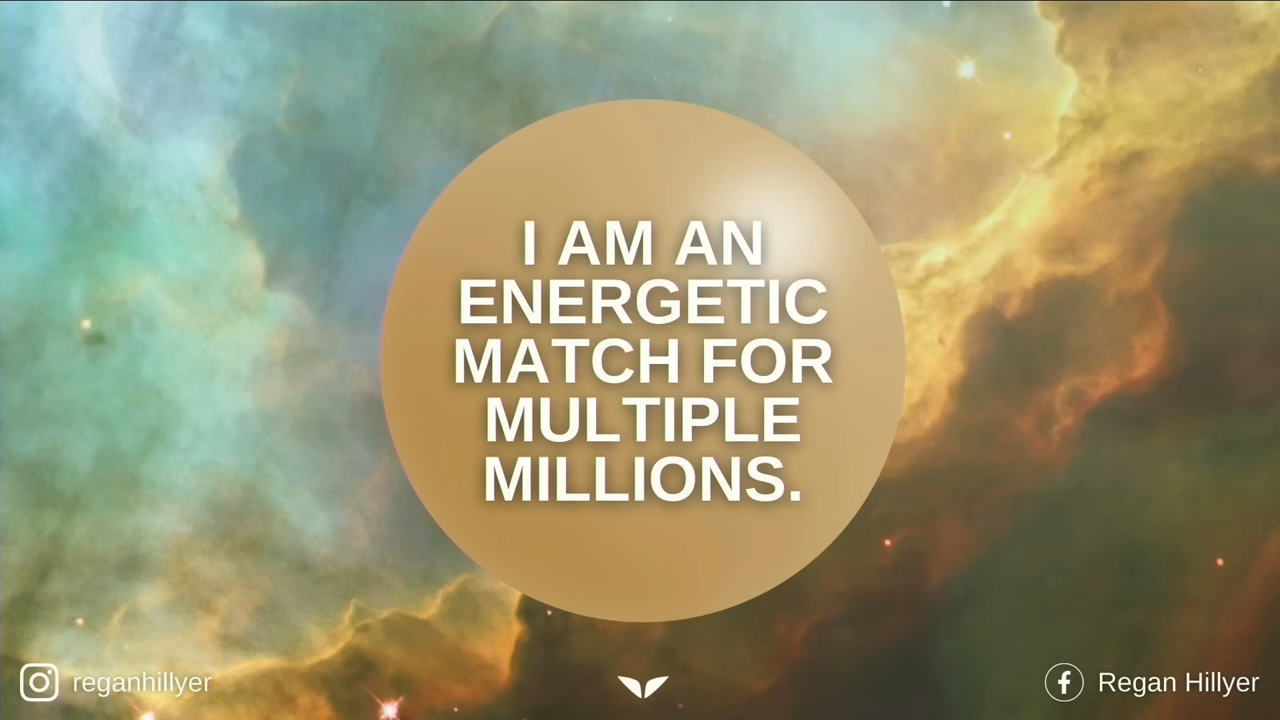 I AM AN
ENERGETIC
MATCH FOR
MULTIPLE
MILLIONS.
reganhillyer
Regan Hillyer